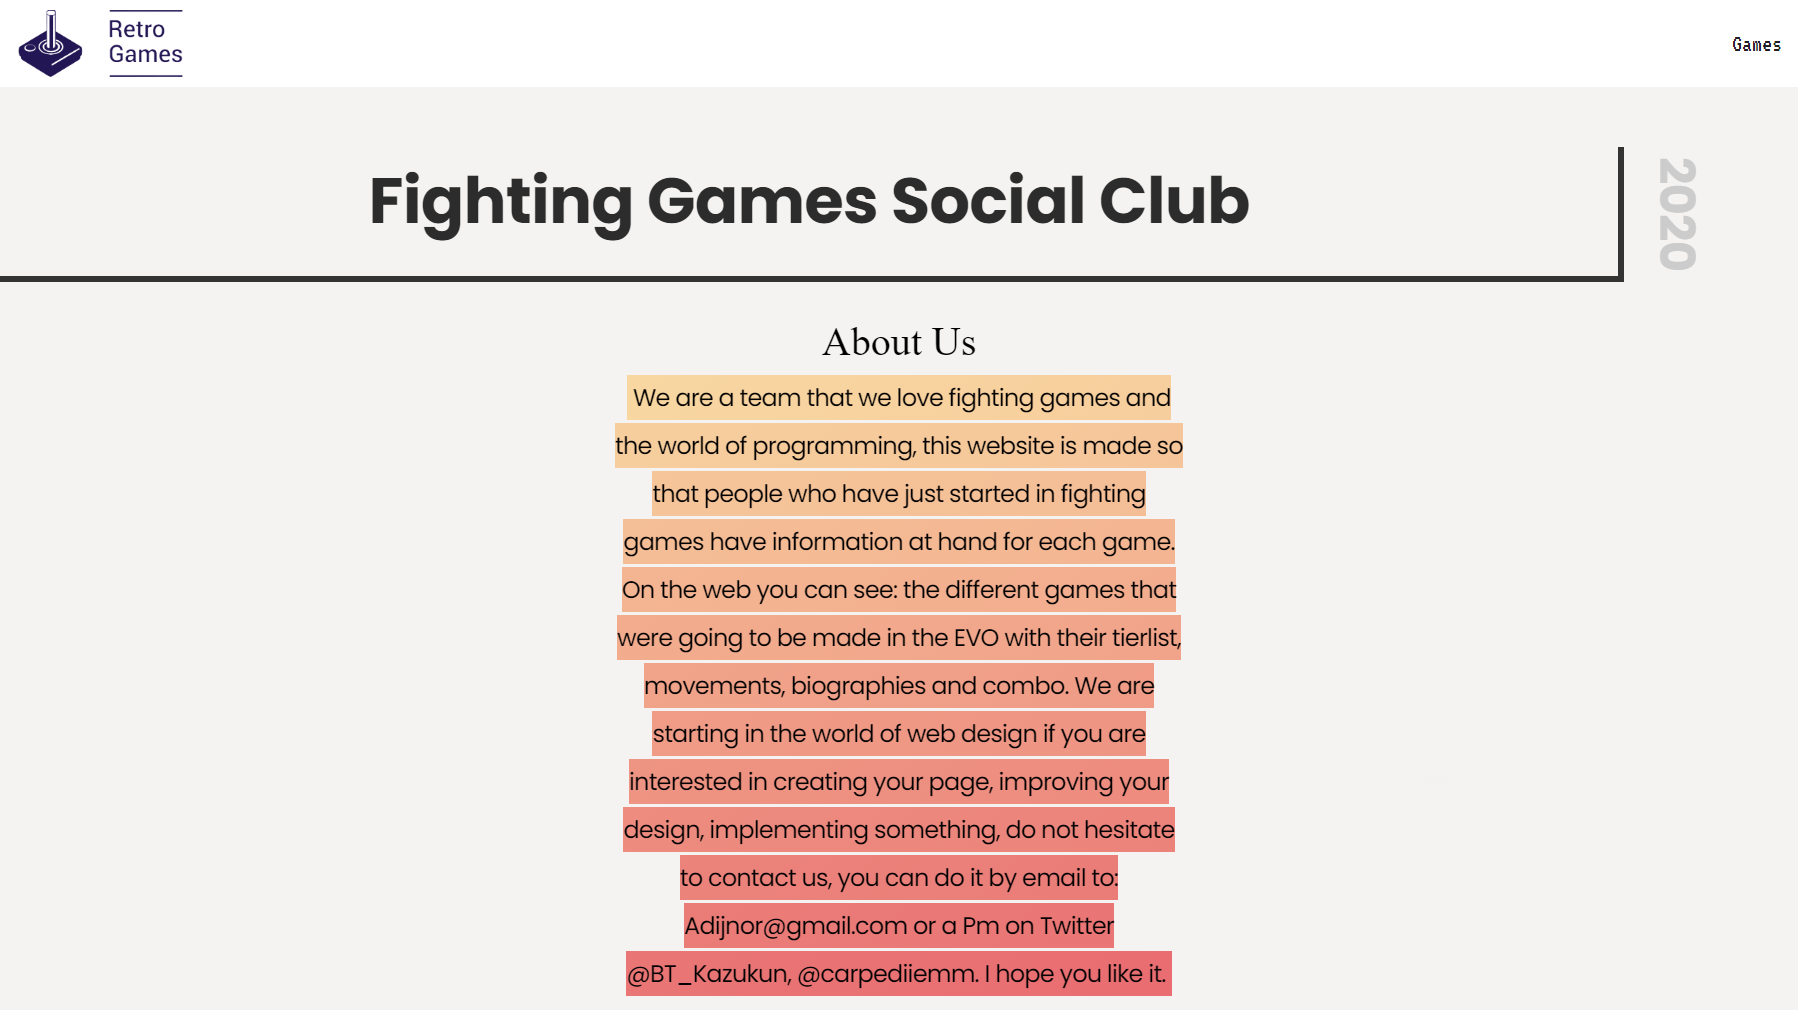 Retro
Games
Games
Fighting Games Social Club
2020
About Us
We are a team that we love fighting games and
the world of programming, this website is made so
that people who have just started in fighting
games have information at hand for each game.
On the web you can see: the different games that
were going to be made in the EVO with their tierlist,
movements, biographies and combo. We are
starting in the world of web design if you are
interested in creating your page, improving your
design, implementing something, do not hesitate
to contact us, you can do it by email to:
Adijnor@gmail.com or a Pm on Twitter
@BT_Kazukun, @carpediiemm. I hope you like it.